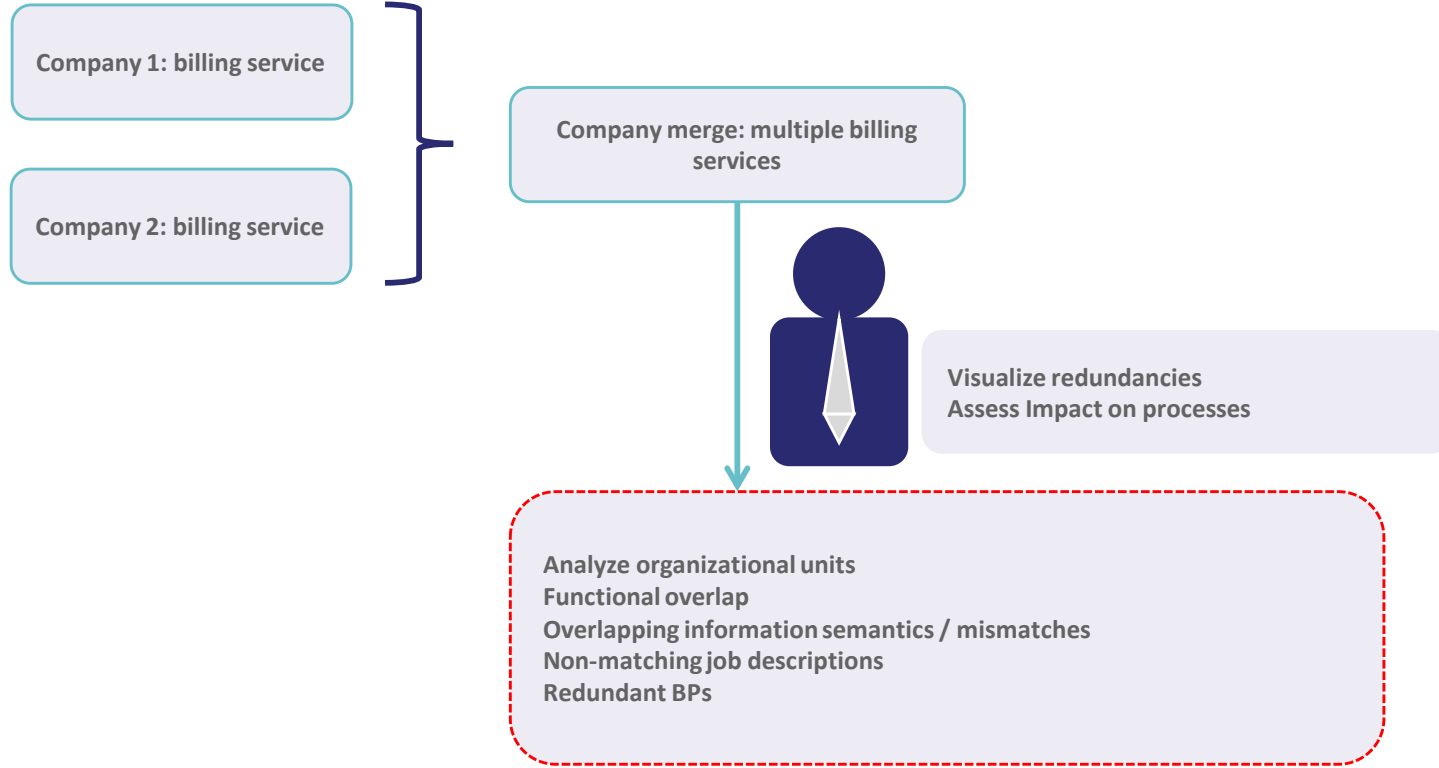 Company 1: billing service
Company 2: billing service
Company merge: multiple billing
services
Visualize redundancies
Assess Impact on processes
Analyze organizational units
Functional overlap
Overlapping information semantics / mismatches
Non-matching job descriptions
Redundant BPs